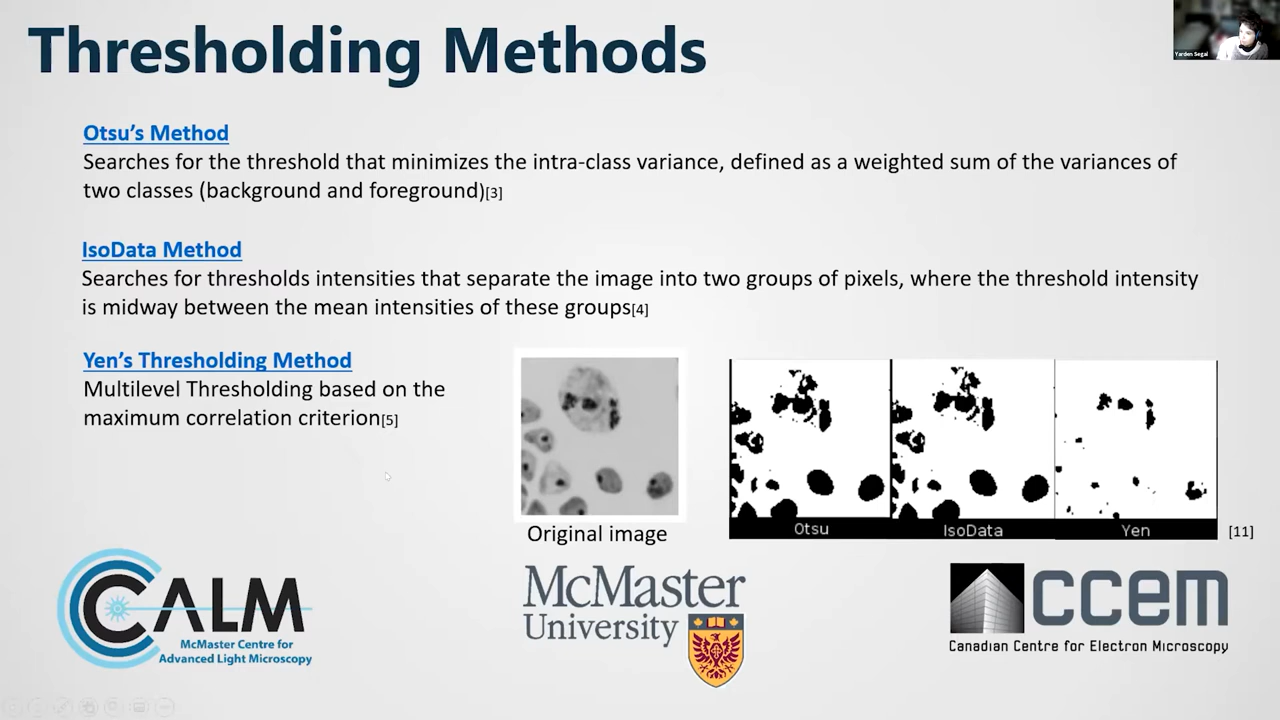 Thresholding Methods
Yarden Segal
Otsu's Method
Searches for the threshold that minimizes the intra-class variance, defined as a weighted sum of the variances of
two classes (background and foreground)[3]
IsoData Method
Searches for thresholds intensities that separate the image into two groups of pixels, where the threshold intensity
is midway between the mean intensities of these groups[4]
Yen's Thresholding Method
Multilevel Thresholding based on the
maximum correlation criterion[5]
Original image
Otsu
IsoData
Yen
[11]
CALM
McMaster Centre for
Advanced Light Microscopy
McMaster
University
ccem
Canadian Centre for Electron Microscopy